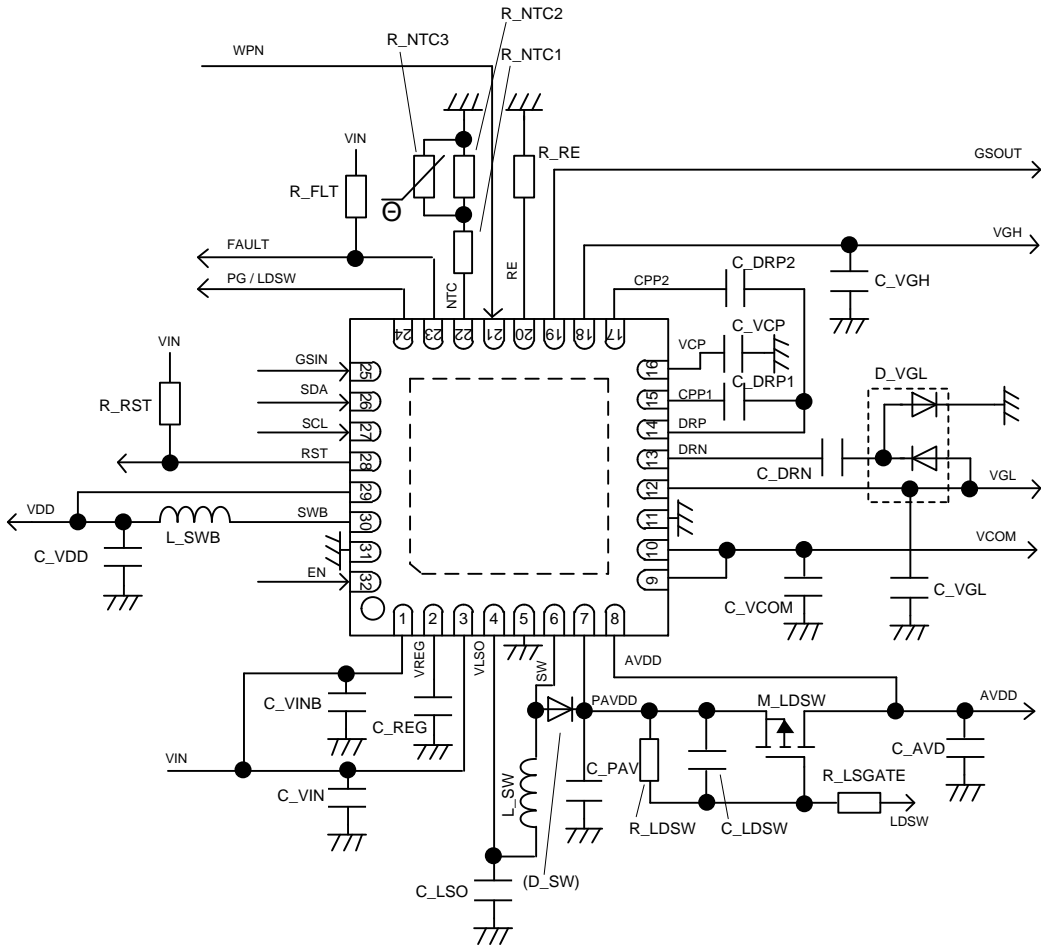 R_NTC2
R_NTC3
WPN
R_NTC1
VIN
R_RE
GSOUT
R_FLT
Θ
FAULT
VGH
PG / LDSW
NTC
RE
CPP2
C_DRP2
C_VGH
24
23
22
21
20
19
18
17
VIN
GSIN
25
16
VCP
C_VCP
D_VGL
R_RST
SDA
26
15
CPP1
C_DRP1
SCL
27
14
DRP
RST
28
13
DRN
C_DRN
29
12
VGL
VDD
L_SWB
SWB
30
11
C_VDD
31
10
VCOM
EN
32
9
C_VCOM
C_VGL
1
2
3
4
5
6
7
8
VREG
VLSO
SW
AVDD
C_VINB
C_REG
PAVDD
M_LDSW
AVDD
C_AVD
VIN
C_VIN
L_SW
C_PAV
R_LSGATE
LDSW
R_LDSW
C_LDSW
C_LSO
(D_SW)